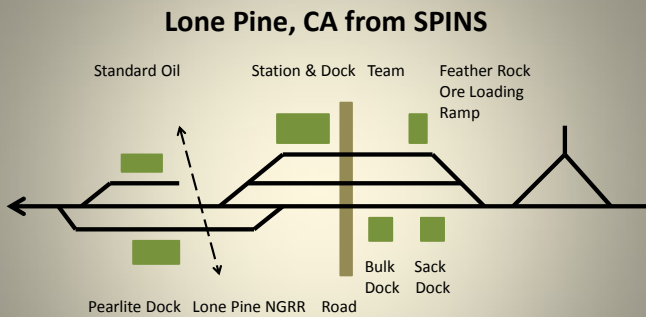 Lone Pine, CA from SPINS
Standard Oil
Station & Dock
Team
Feather Rock
Ore Loading
Ramp
Bulk
Dock
Sack
Dock
Pearlite Dock
Lone Pine NGRR
Road